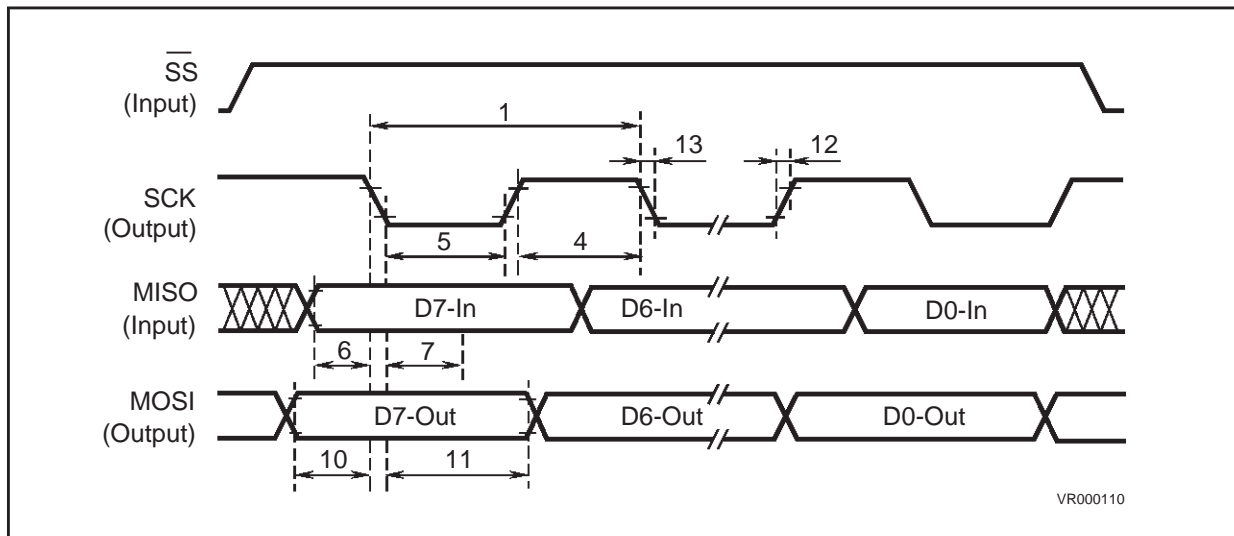 SS
(Input)
1
13
12
SCK
(Output)
5
4
MISO
(Input)
D7-In
D6-In
D0-In
6
7
MOSI
(Output)
D7-Out
D6-Out
D0-Out
10
11
VR000110